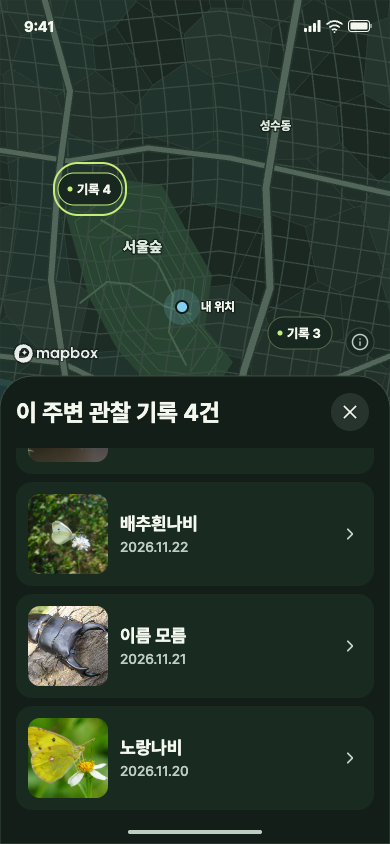 9:41
성수동
기록 4
서울숲
내 위치
기록 3
mapbox
이 주변 관찰 기록 4건
배추흰나비
2026.11.22
이름 모름
2026.11.21
노랑나비
2026.11.20